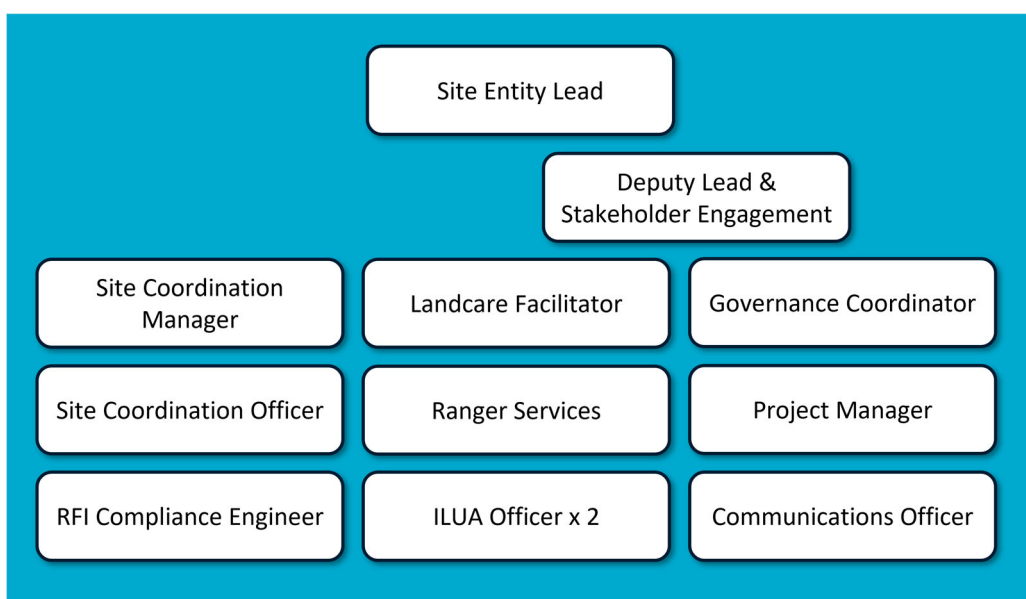 Site Entity Lead
Deputy Lead &
Stakeholder Engagement
Site Coordination
Manager
Landcare Facilitator
Governance Coordinator
Site Coordination Officer
Ranger Services
Project Manager
RFI Compliance Engineer
ILUA Officer x 2
Communications Officer